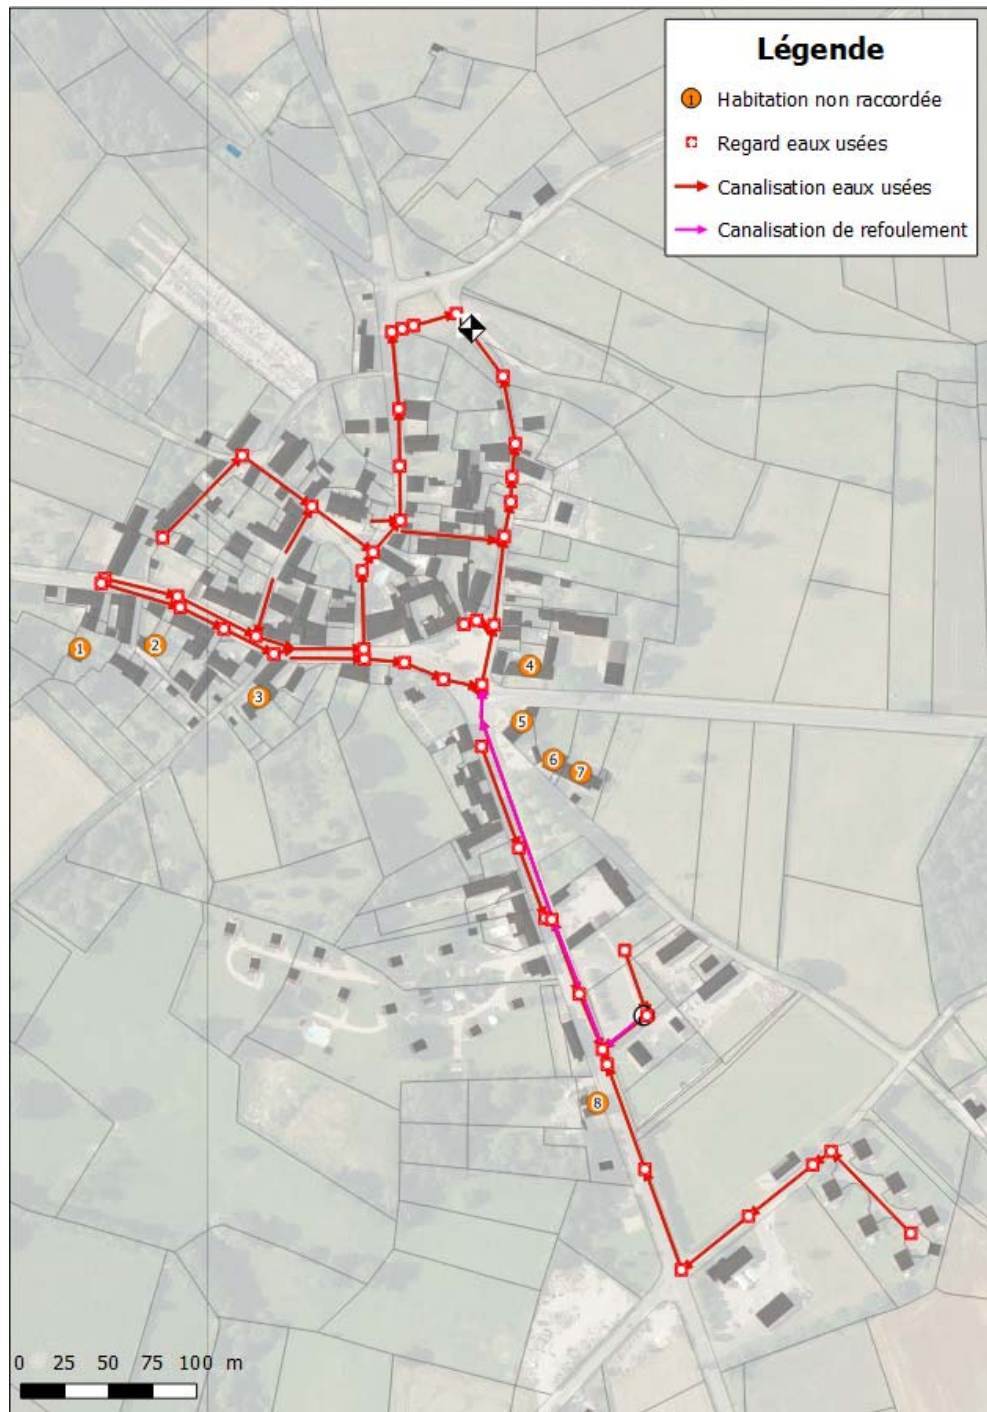 Légende
1 Habitation non raccordée
Regard eaux usées
Canalisation eaux usées
Canalisation de refoulement
1
2
3
4
5
6
7
8
0 25 50 75 100 m